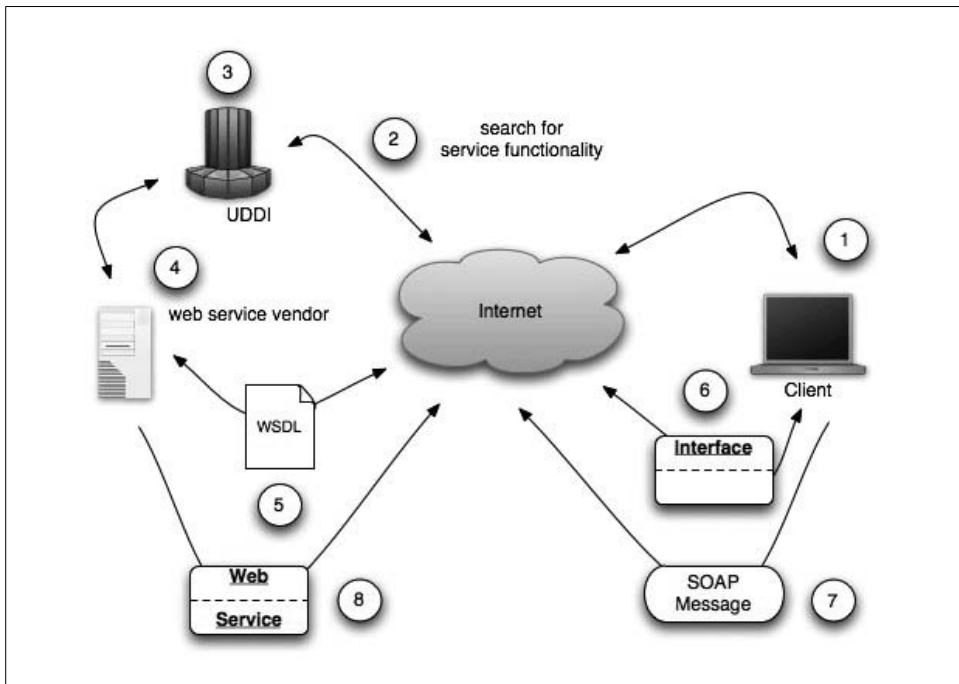 3
2
search for
service functionality
UDDI
1
4
web service vendor
Internet
Client
6
WSDL
Interface
5
Web
Service
8
SOAP
Message
7